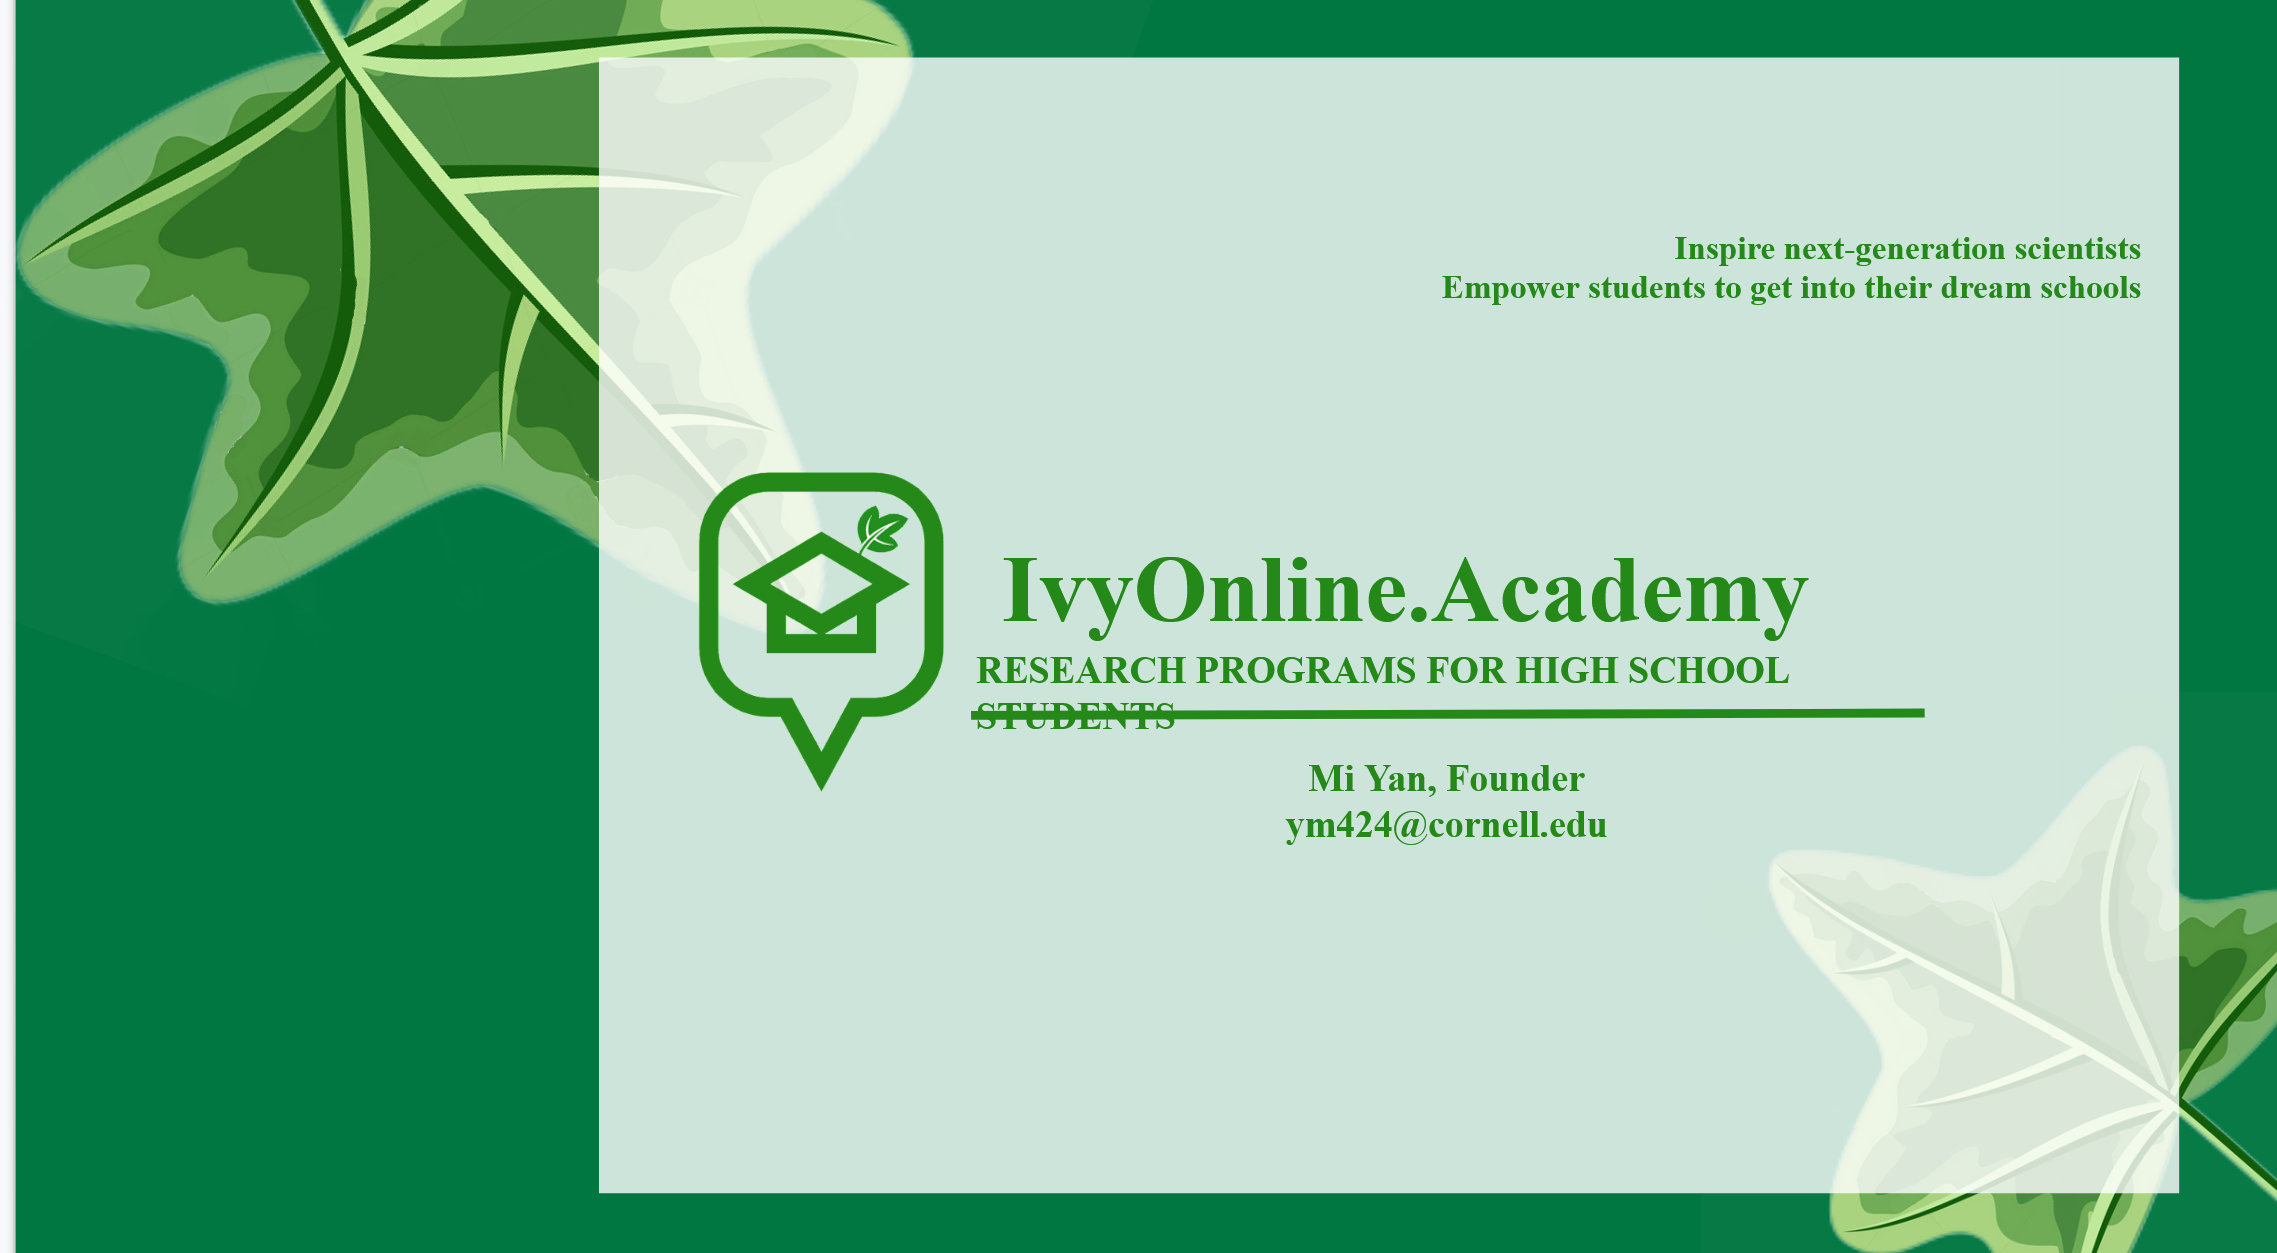 Inspire next-generation scientists
Empower students to get into their dream schools
IvyOnline.Academy
RESEARCH PROGRAMS FOR HIGH SCHOOL
STUDENTS
Mi Yan, Founder
ym424@cornell.edu